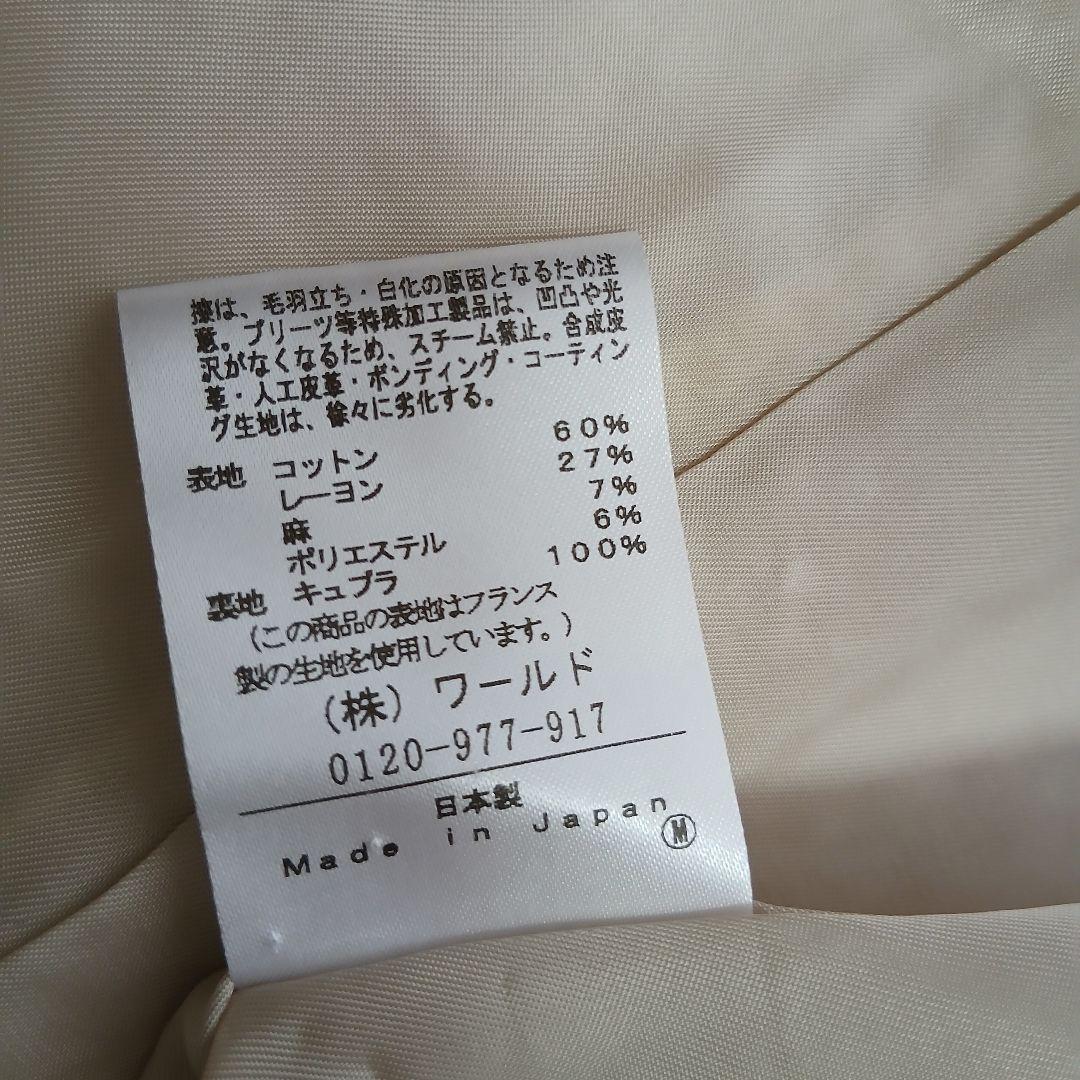 擦は、毛羽立ち・白化の原因となるため注
意。プリーツ等特殊加工製品は、凹凸や光
沢がなくなるため、スチーム禁止。合成皮
革・人工皮革・ボンディング・コーティン
グ生地は、徐々に劣化する。
表地 コットン 60%
レーヨン 27%
麻 7%
ポリエステル 6%
裏地 キュプラ 100%
(この商品の表地はフランス
製の生地を使用しています。)
(株) ワールド
0120-977-917
日本製
Made in Japan
M